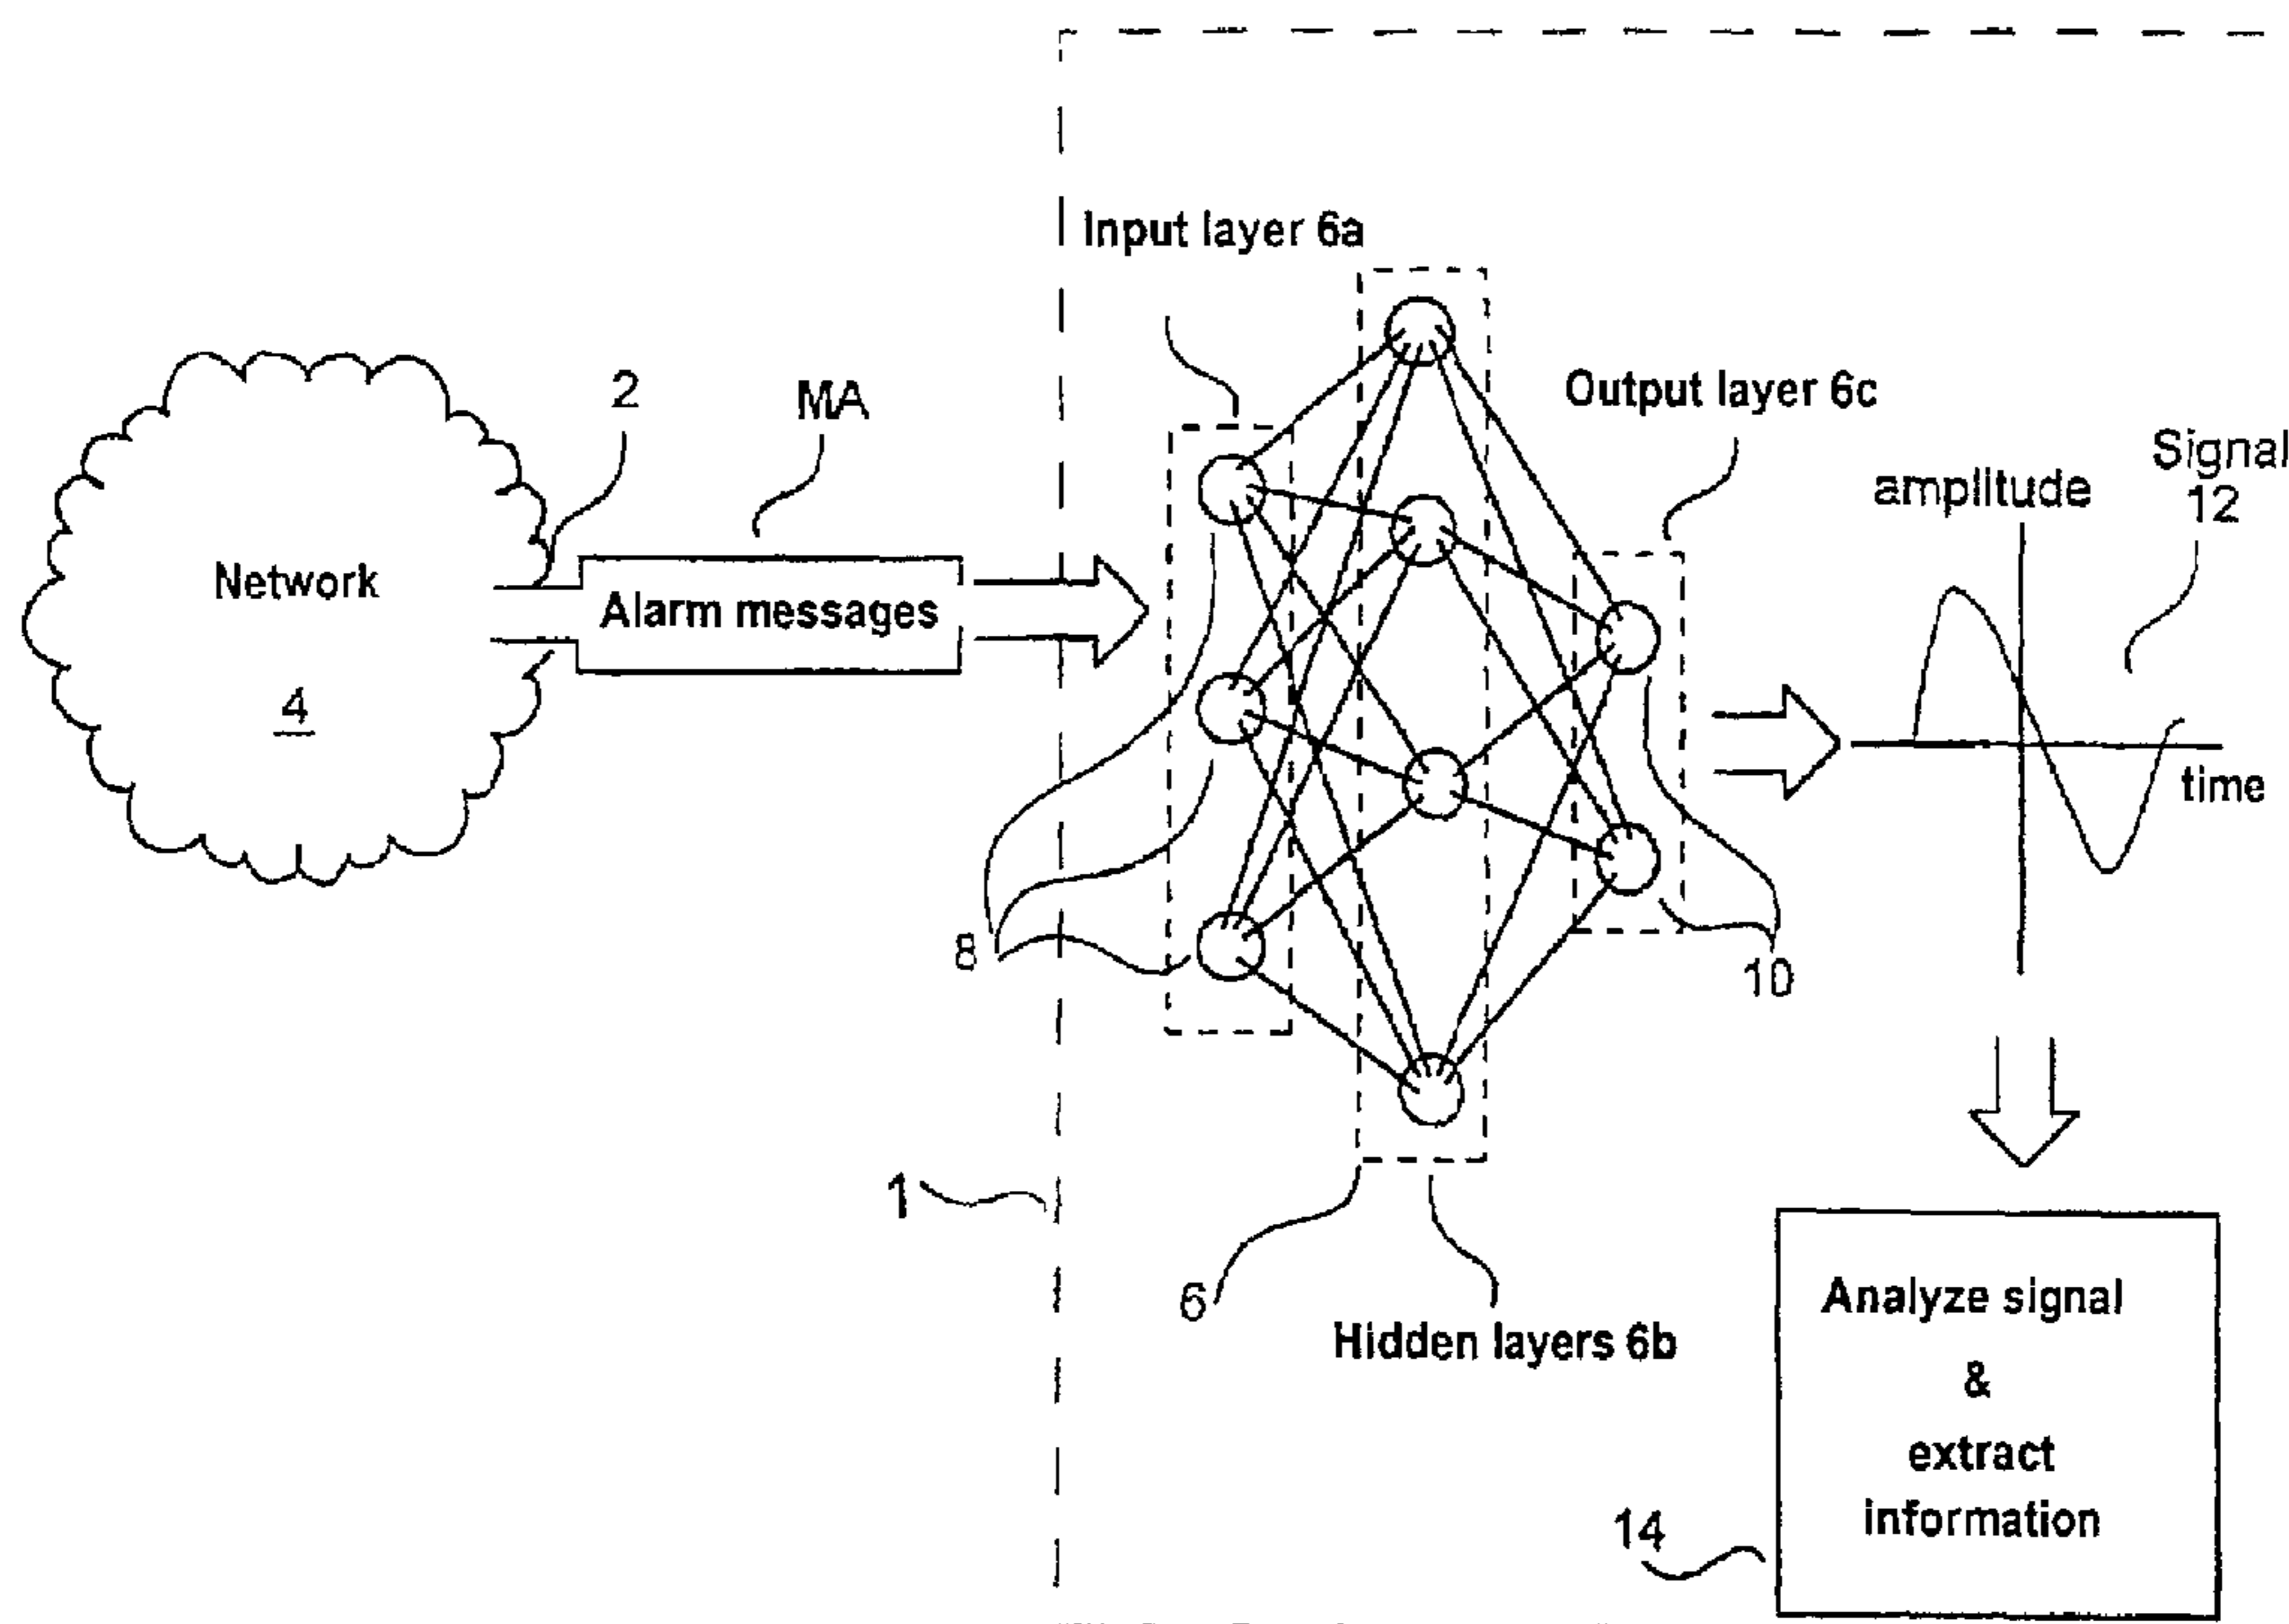 Input layer 6a
2
MA
Output layer 6c
Signal
12
amplitude
Network
Alarm messages
4
time
8
10
1
6
Hidden layers 6b
Analyze signal
&
extract
information
14